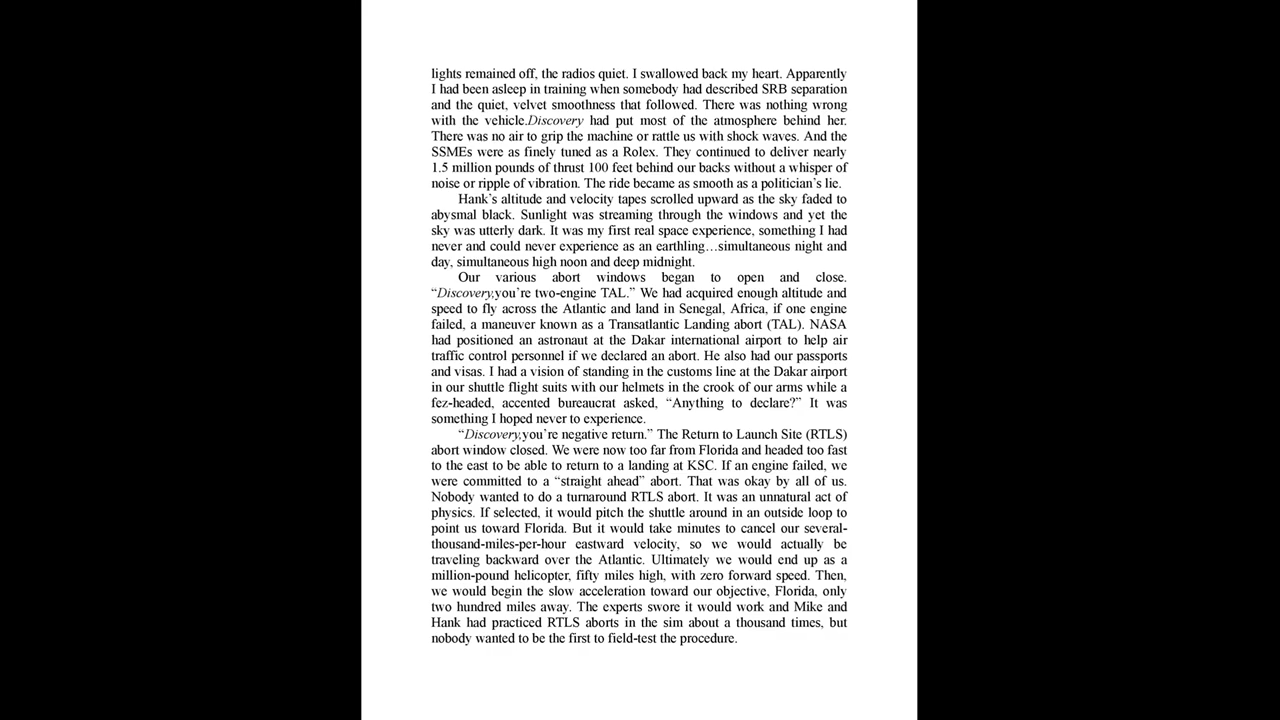 lights remained off, the radios quiet. I swallowed back my heart. Apparently
I had been asleep in training when somebody had described SRB separation
and the quiet, velvet smoothness that followed. There was nothing wrong
with the vehicle.Discovery had put most of the atmosphere behind her.
There was no air to grip the machine or rattle us with shock waves. And the
SSMEs were as finely tuned as a Rolex. They continued to deliver nearly
1.5 million pounds of thrust 100 feet behind our backs without a whisper of
noise or ripple of vibration. The ride became as smooth as a politician’s lie.
Hank’s altitude and velocity tapes scrolled upward as the sky faded to
abysmal black. Sunlight was streaming through the windows and yet the
sky was utterly dark. It was my first real space experience, something I had
never and could never experience as an earthling…simultaneous night and
day, simultaneous high noon and deep midnight.
Our various abort windows began to open and close.
“Discovery,you’re two-engine TAL.” We had acquired enough altitude and
speed to fly across the Atlantic and land in Senegal, Africa, if one engine
failed, a maneuver known as a Transatlantic Landing abort (TAL). NASA
had positioned an astronaut at the Dakar international airport to help air
traffic control personnel if we declared an abort. He also had our passports
and visas. I had a vision of standing in the customs line at the Dakar airport
in our shuttle flight suits with our helmets in the crook of our arms while a
fez-headed, accented bureaucrat asked, “Anything to declare?” It was
something I hoped never to experience.
“Discovery,you’re negative return.” The Return to Launch Site (RTLS)
abort window closed. We were now too far from Florida and headed too fast
to the east to be able to return to a landing at KSC. If an engine failed, we
were committed to a “straight ahead” abort. That was okay by all of us.
Nobody wanted to do a turnaround RTLS abort. It was an unnatural act of
physics. If selected, it would pitch the shuttle around in an outside loop to
point us toward Florida. But it would take minutes to cancel our several-
thousand-miles-per-hour eastward velocity, so we would actually be
traveling backward over the Atlantic. Ultimately we would end up as a
million-pound helicopter, fifty miles high, with zero forward speed. Then,
we would begin the slow acceleration toward our objective, Florida, only
two hundred miles away. The experts swore it would work and Mike and
Hank had practiced RTLS aborts in the sim about a thousand times, but
nobody wanted to be the first to field-test the procedure.